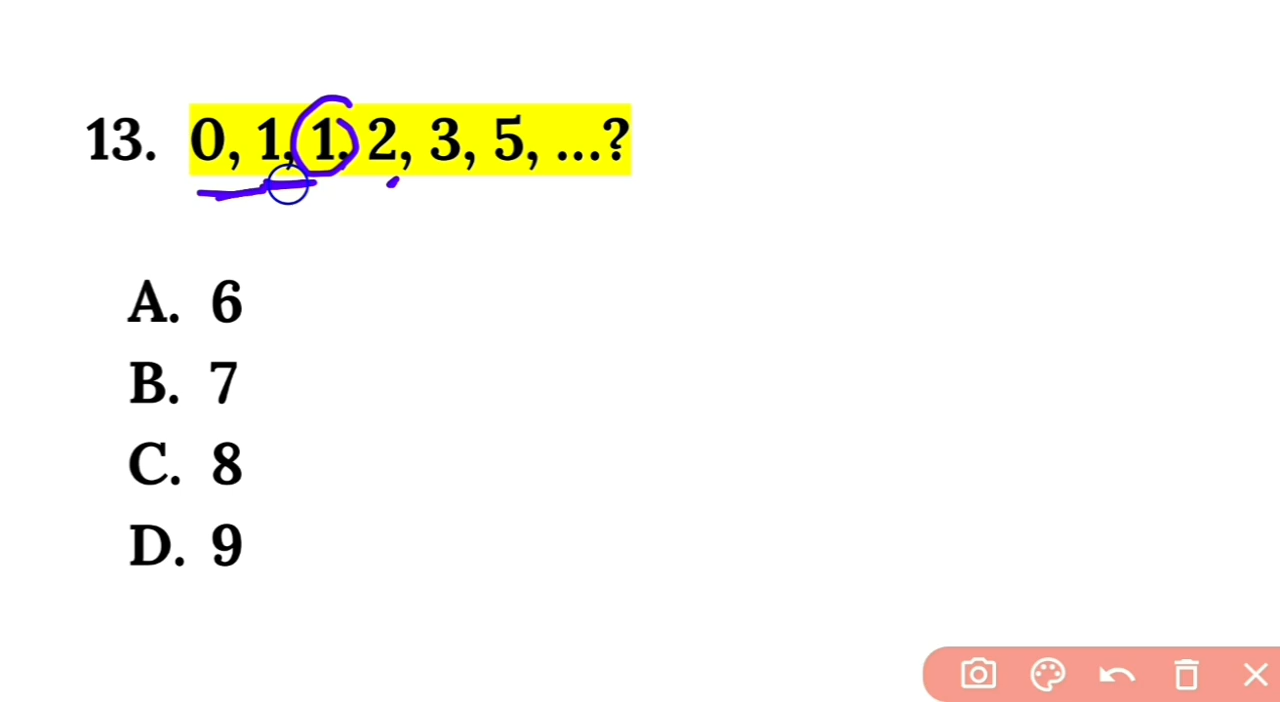 13. 0, 1, 1, 2, 3, 5, ...?
A. 6
B. 7
C. 8
D. 9